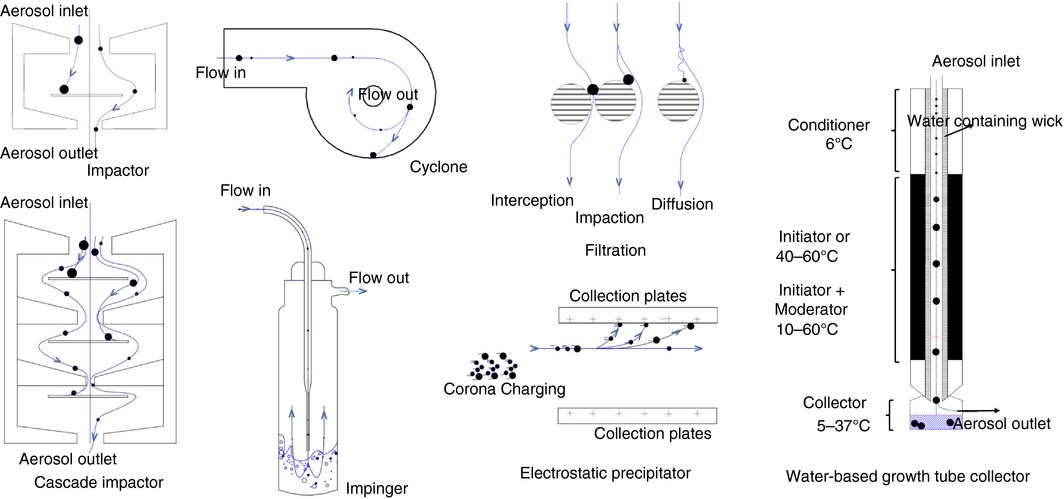 Aerosol inlet
Aerosol outlet
Impactor
Flow in
Flow out
Cyclone
Interception
Impaction
Diffusion
Filtration
Aerosol inlet
Aerosol outlet
Cascade impactor
Flow in
Flow out
Impinger
Collection plates
Corona Charging
Collection plates
Electrostatic precipitator
Aerosol inlet
Water containing wick
Conditioner
6°C
Initiator or
40–60°C
Initiator +
Moderator
10–60°C
Collector
5–37°C
Aerosol outlet
Water-based growth tube collector